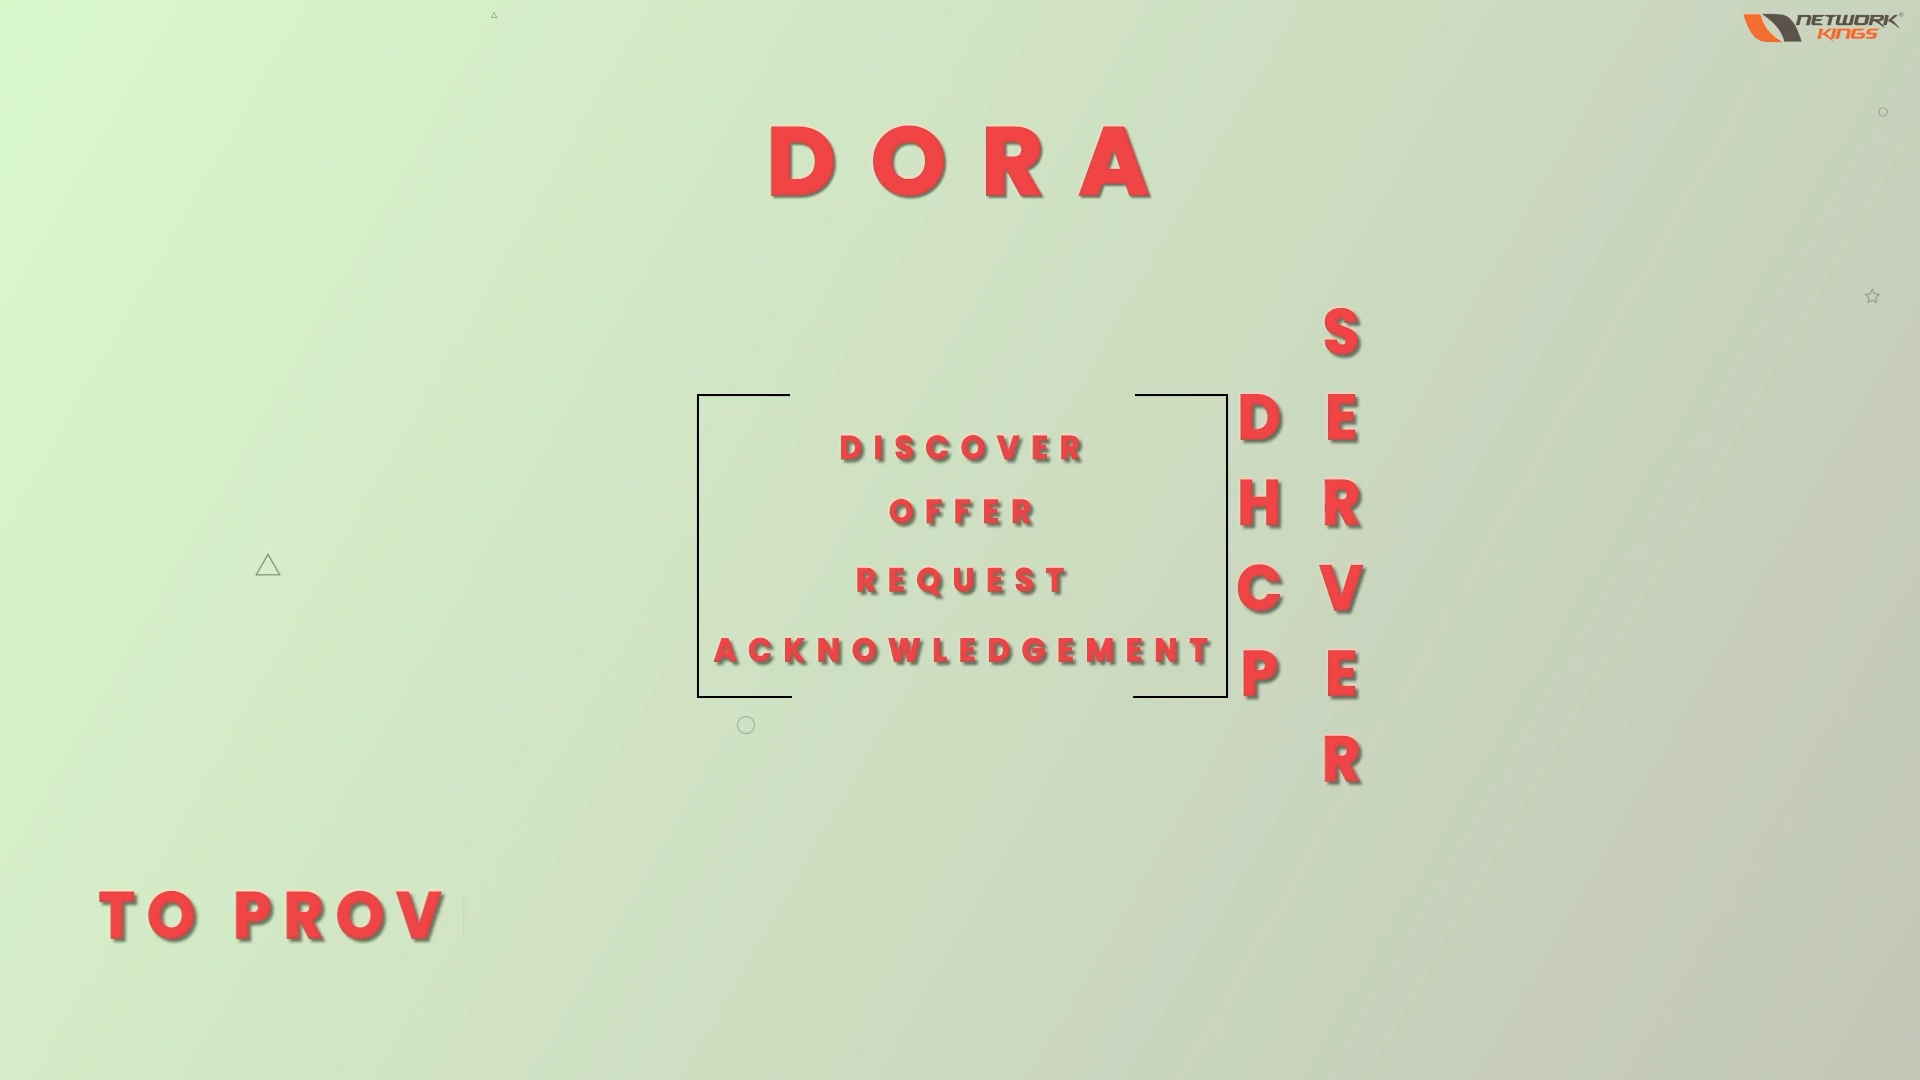 NETWORK
KINGS
DORA
DISCOVER
OFFER
REQUEST
ACKNOWLEDGEMENT
DHCP
SERVER
TO PROV